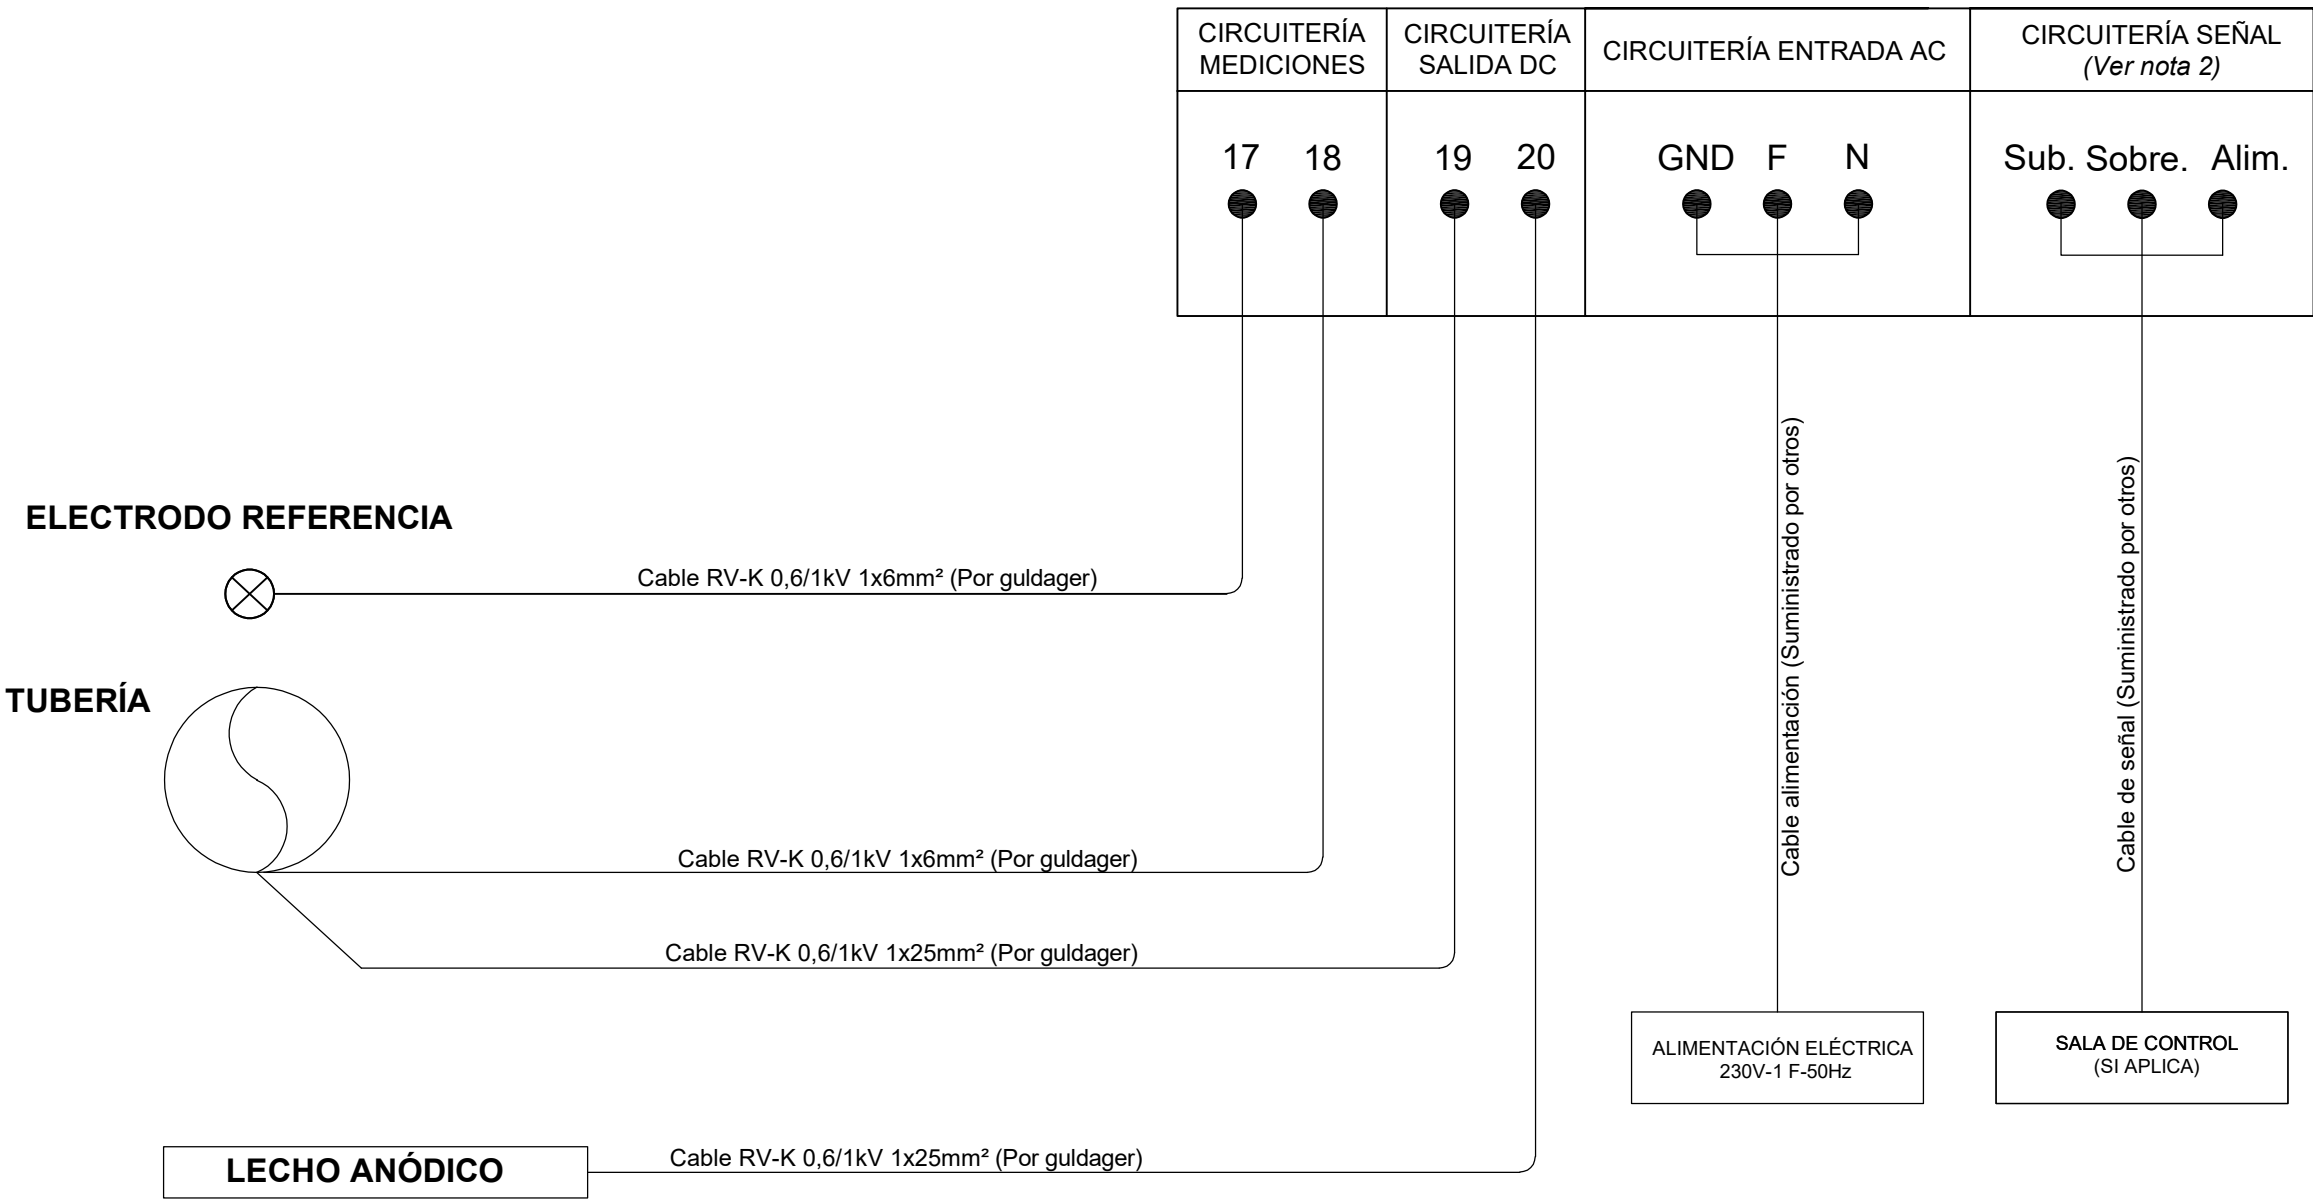 CIRCUITERÍA
MEDICIONES
CIRCUITERÍA
SALIDA DC
CIRCUITERÍA ENTRADA AC
CIRCUITERÍA SEÑAL
(Ver nota 2)
17 18
19 20
GND F N
Sub. Sobre. Alim.
Cable alimentación (Suministrado por otros)
Cable de señal (Suministrado por otros)
ELECTRODO REFERENCIA
Cable RV-K 0,6/1kV 1x6mm² (Por guldager)
TUBERÍA
Cable RV-K 0,6/1kV 1x6mm² (Por guldager)
Cable RV-K 0,6/1kV 1x25mm² (Por guldager)
ALIMENTACIÓN ELÉCTRICA
230V-1 F-50Hz
SALA DE CONTROL
(SI APLICA)
LECHO ANÓDICO
Cable RV-K 0,6/1kV 1x25mm² (Por guldager)